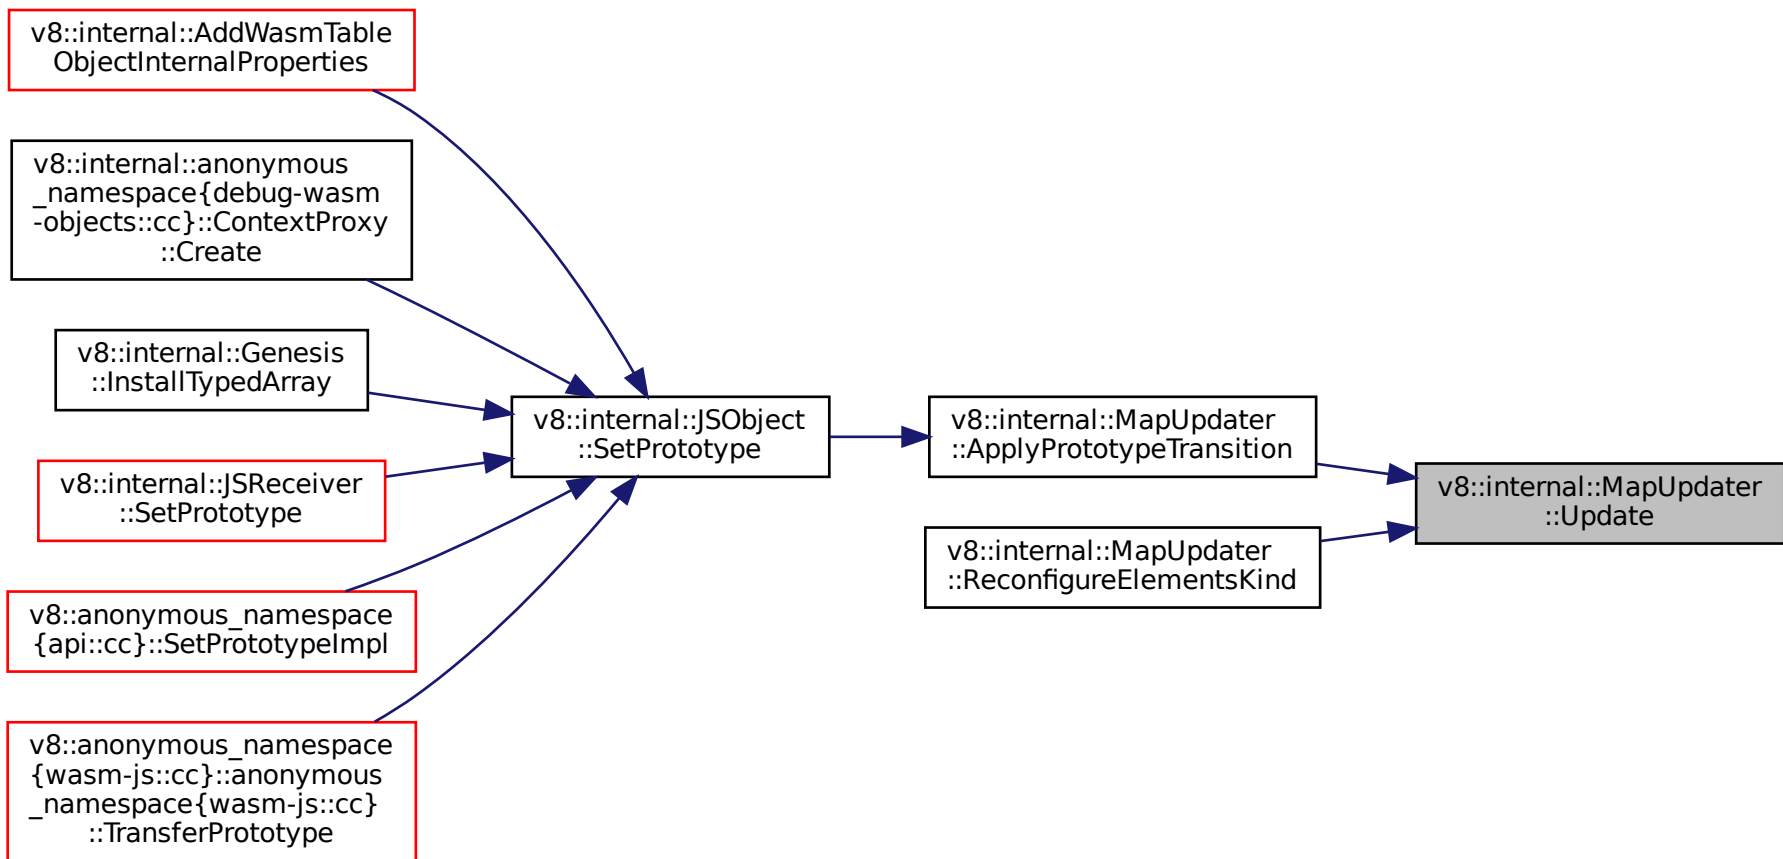 v8::internal::AddWasmTable
ObjectInternalProperties
v8::internal::anonymous
_namespace{debug-wasm
-objects::cc}::ContextProxy
::Create
v8::internal::Genesis
::InstallTypedArray
v8::internal::JSReceiver
::SetPrototype
v8::anonymous_namespace
{api::cc}::SetPrototypeImpl
v8::anonymous_namespace
{wasm-js::cc}::anonymous
_namespace{wasm-js::cc}
::TransferPrototype
v8::internal::JSObject
::SetPrototype
v8::internal::MapUpdater
::ApplyPrototypeTransition
v8::internal::MapUpdater
::ReconfigureElementsKind
v8::internal::MapUpdater
::Update